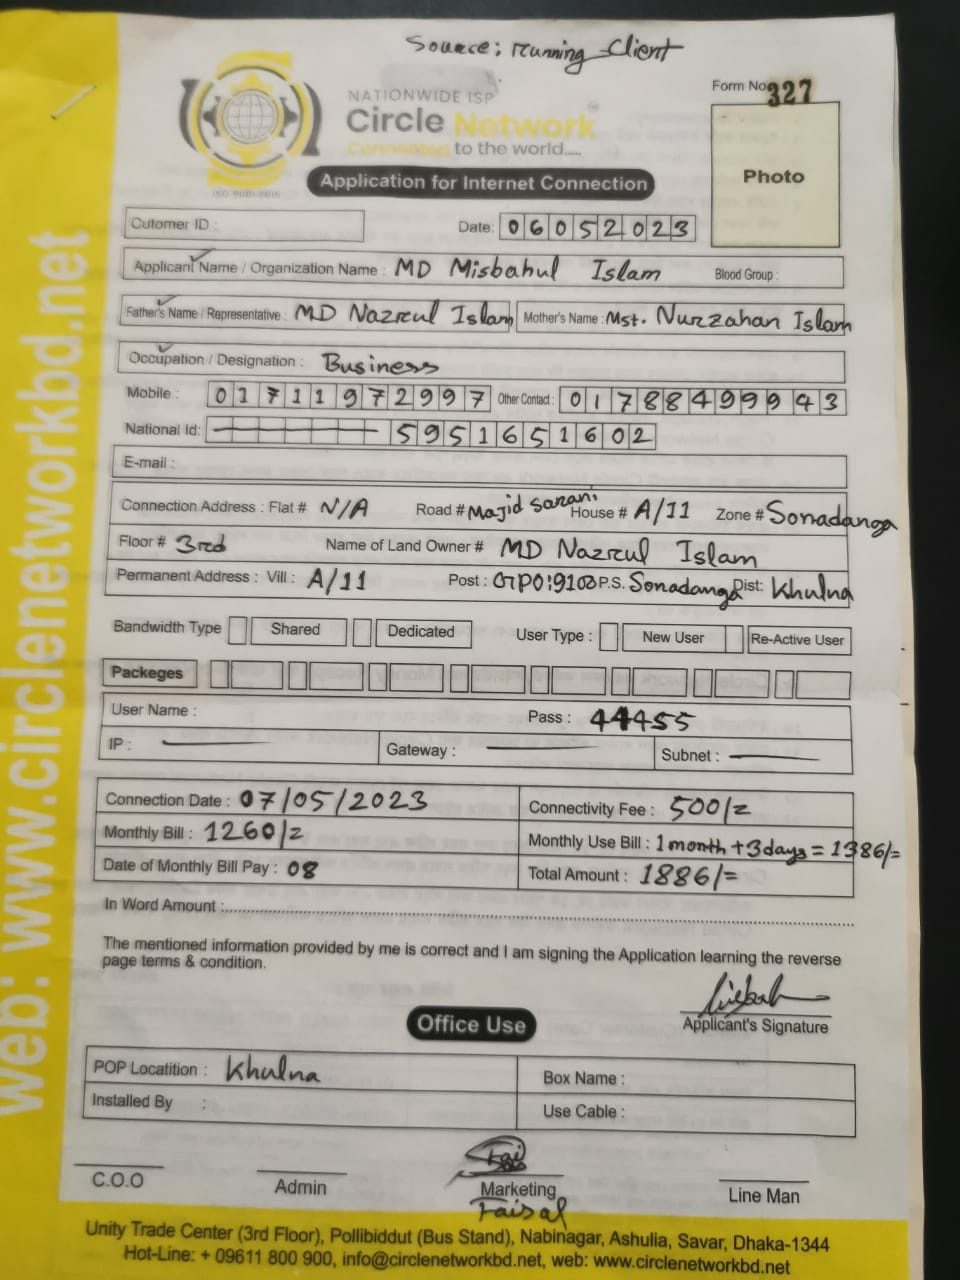 Source: Running Client
NATIONWIDE ISP
Circle Network
Connected to the world.....
ISO 9001:2015
Form No 327
Photo
Application for Internet Connection
Cutomer ID :
Date: 06052023
Applicant Name / Organization Name : MD Misbahul Islam Blood Group :
Father's Name / Representative : MD Nazrul Islam Mother's Name : Mst. Nurzahan Islam
Occupation / Designation : Business
Mobile : 01711972997 Other Contact : 01788499943
National Id: 5951651602
E-mail :
Connection Address : Flat # N/A Road # Majid Sarani House # A/11 Zone # Sonadanga
Floor # 3rd Name of Land Owner # MD Nazrul Islam
Permanent Address : Vill : A/11 Post : GPO:9100 P.S. Sonadanga Dist: Khulna
Bandwidth Type Shared Dedicated User Type : New User Re-Active User
Packeges
User Name : Pass : 44455
IP : Gateway : Subnet :
Connection Date : 07/05/2023 Connectivity Fee : 500/=
Monthly Bill : 1260/= Monthly Use Bill : 1 month + 3 days = 1386/=
Date of Monthly Bill Pay : 08 Total Amount : 1886/=
In Word Amount :
The mentioned information provided by me is correct and I am signing the Application learning the reverse
page terms & condition.
Applicant's Signature
Office Use
POP Locatition : Khulna Box Name :
Installed By : Use Cable :
C.O.O Admin Marketing Line Man
Faisal
Unity Trade Center (3rd Floor), Pollibiddut (Bus Stand), Nabinagar, Ashulia, Savar, Dhaka-1344
Hot-Line: + 09611 800 900, info@circlenetworkbd.net, web: www.circlenetworkbd.net
web: www.circlenetworkbd.net